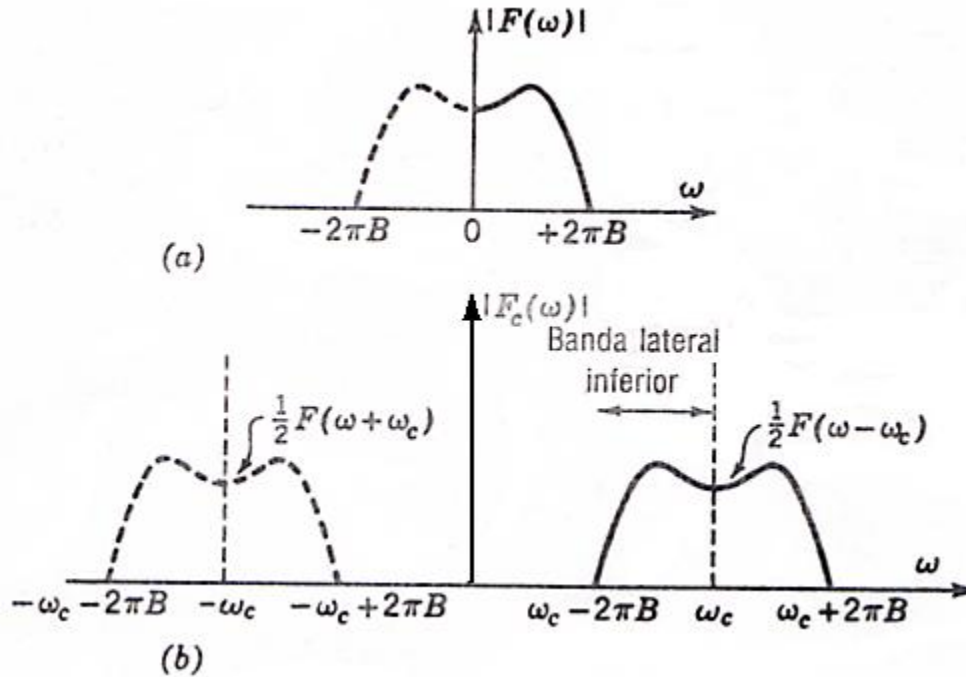 |F(ω)|
ω
−2πB 0 +2πB
(a)
|F_c(ω)|
Banda lateral
inferior
½F(ω+ω_c)
½F(ω−ω_c)
ω
−ω_c−2πB −ω_c −ω_c+2πB ω_c−2πB ω_c ω_c+2πB
(b)